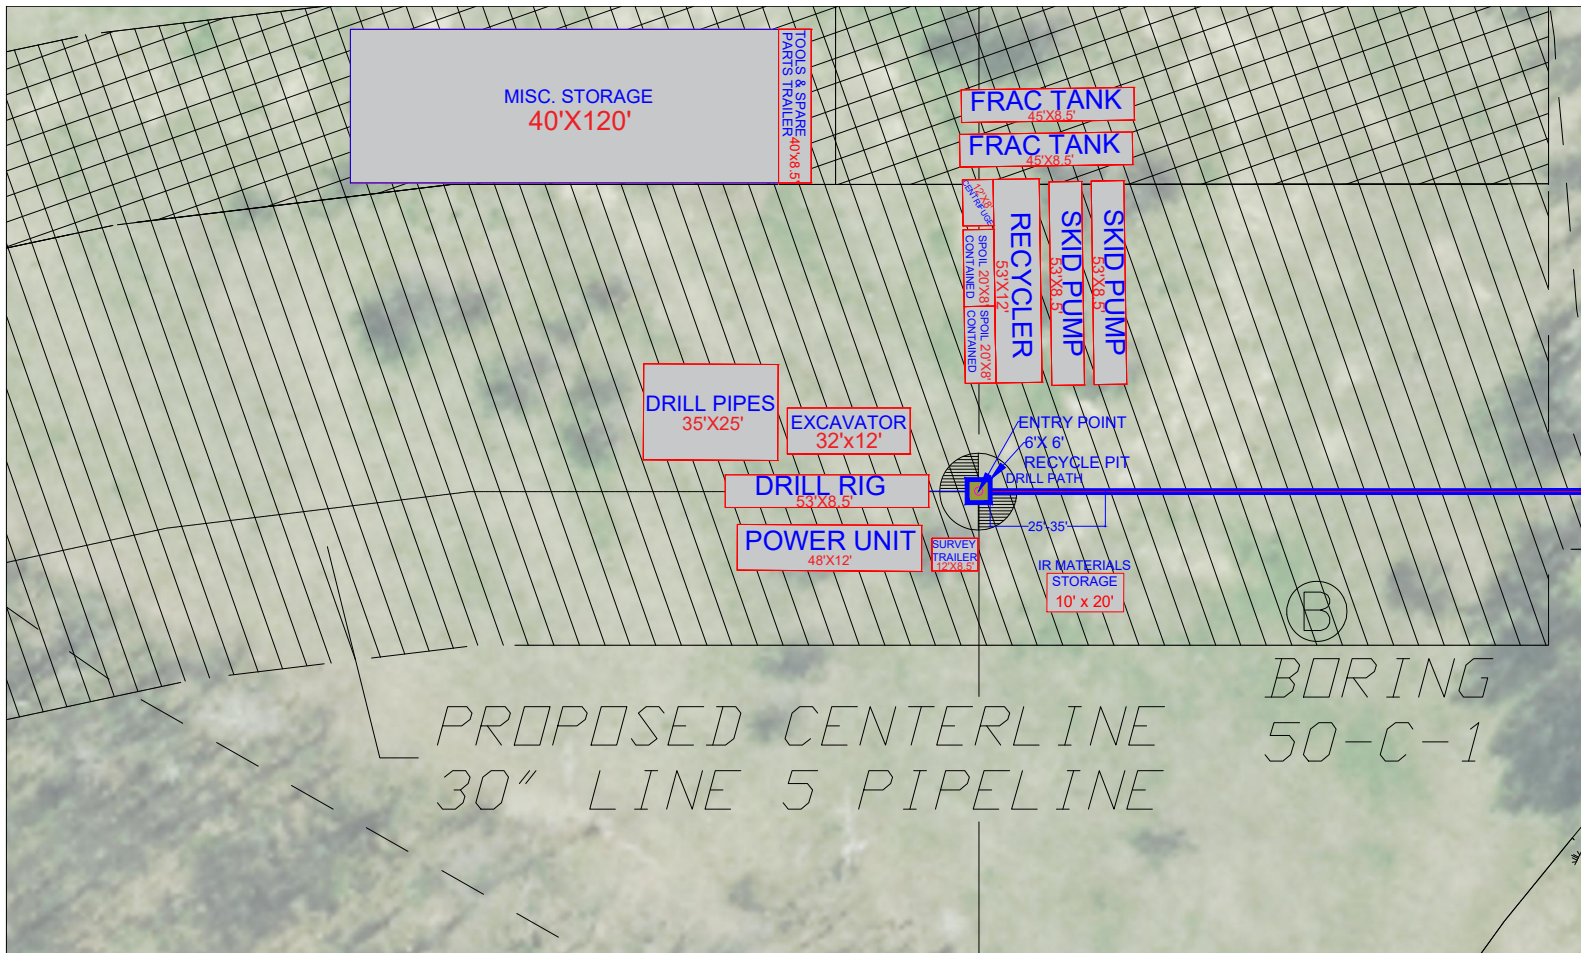 MISC. STORAGE
40'X120'
TOOLS & SPARE
PARTS TRAILER
40'x8.5'
FRAC TANK
45'X8.5'
FRAC TANK
45'X8.5'
12'X8'
CENTRIFUGE
SPOIL 20'X8'
CONTAINED
SPOIL 20'X8'
CONTAINED
RECYCLER
53'X12'
SKID PUMP
53'X8.5'
SKID PUMP
53'X8.5'
DRILL PIPES
35'X25'
EXCAVATOR
32'x12'
ENTRY POINT
6'X 6'
RECYCLE PIT
DRILL PATH
DRILL RIG
53'X8.5'
25'-35'
POWER UNIT
48'X12'
SURVEY
TRAILER
12'X8.5'
IR MATERIALS
STORAGE
10' x 20'
B
BORING
50-C-1
PROPOSED CENTERLINE
30" LINE 5 PIPELINE